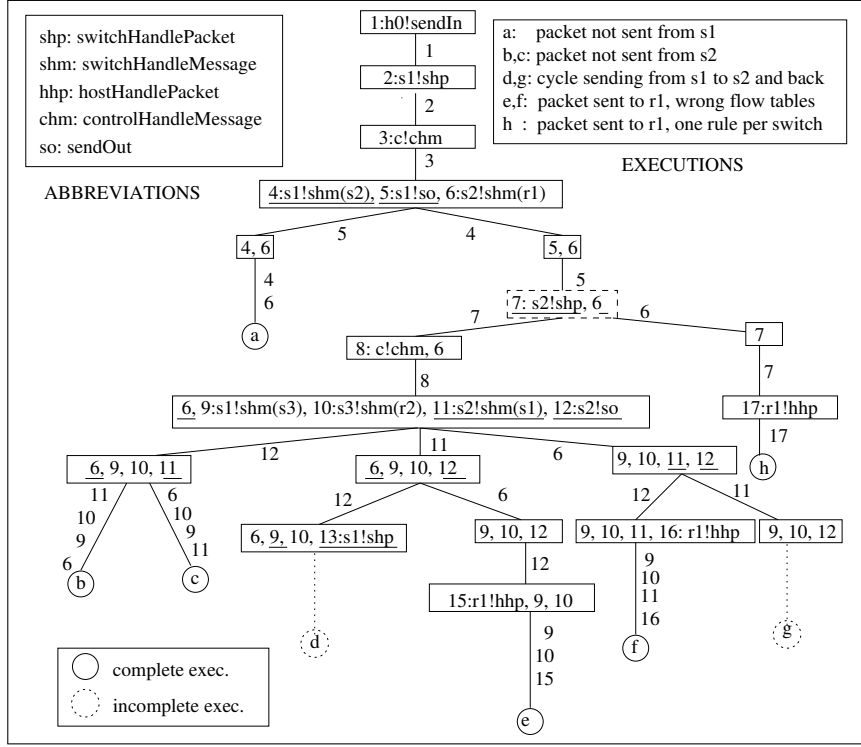 shp: switchHandlePacket
shm: switchHandleMessage
hhp: hostHandlePacket
chm: controlHandleMessage
so: sendOut
ABBREVIATIONS
1:h0!sendIn
1
2:s1!shp
2
3:c!chm
3
a: packet not sent from s1
b,c: packet not sent from s2
d,g: cycle sending from s1 to s2 and back
e,f: packet sent to r1, wrong flow tables
h : packet sent to r1, one rule per switch
EXECUTIONS
4:s1!shm(s2), 5:s1!so, 6:s2!shm(r1)
5
4
4, 6
5, 6
4
6
5
a
7: s2!shp, 6
7
6
8: c!chm, 6
7
8
7
6, 9:s1!shm(s3), 10:s3!shm(r2), 11:s2!shm(s1), 12:s2!so
17:r1!hhp
17
h
12
11
6
6, 9, 10, 11
6, 9, 10, 12
9, 10, 11, 12
11
10
9
6
6
10
9
11
12
6
12
11
b
c
6, 9, 10, 13:s1!shp
9, 10, 12
9, 10, 11, 16: r1!hhp
9, 10, 12
12
9
10
11
16
15:r1!hhp, 9, 10
d
f
g
9
10
15
e
complete exec.
incomplete exec.